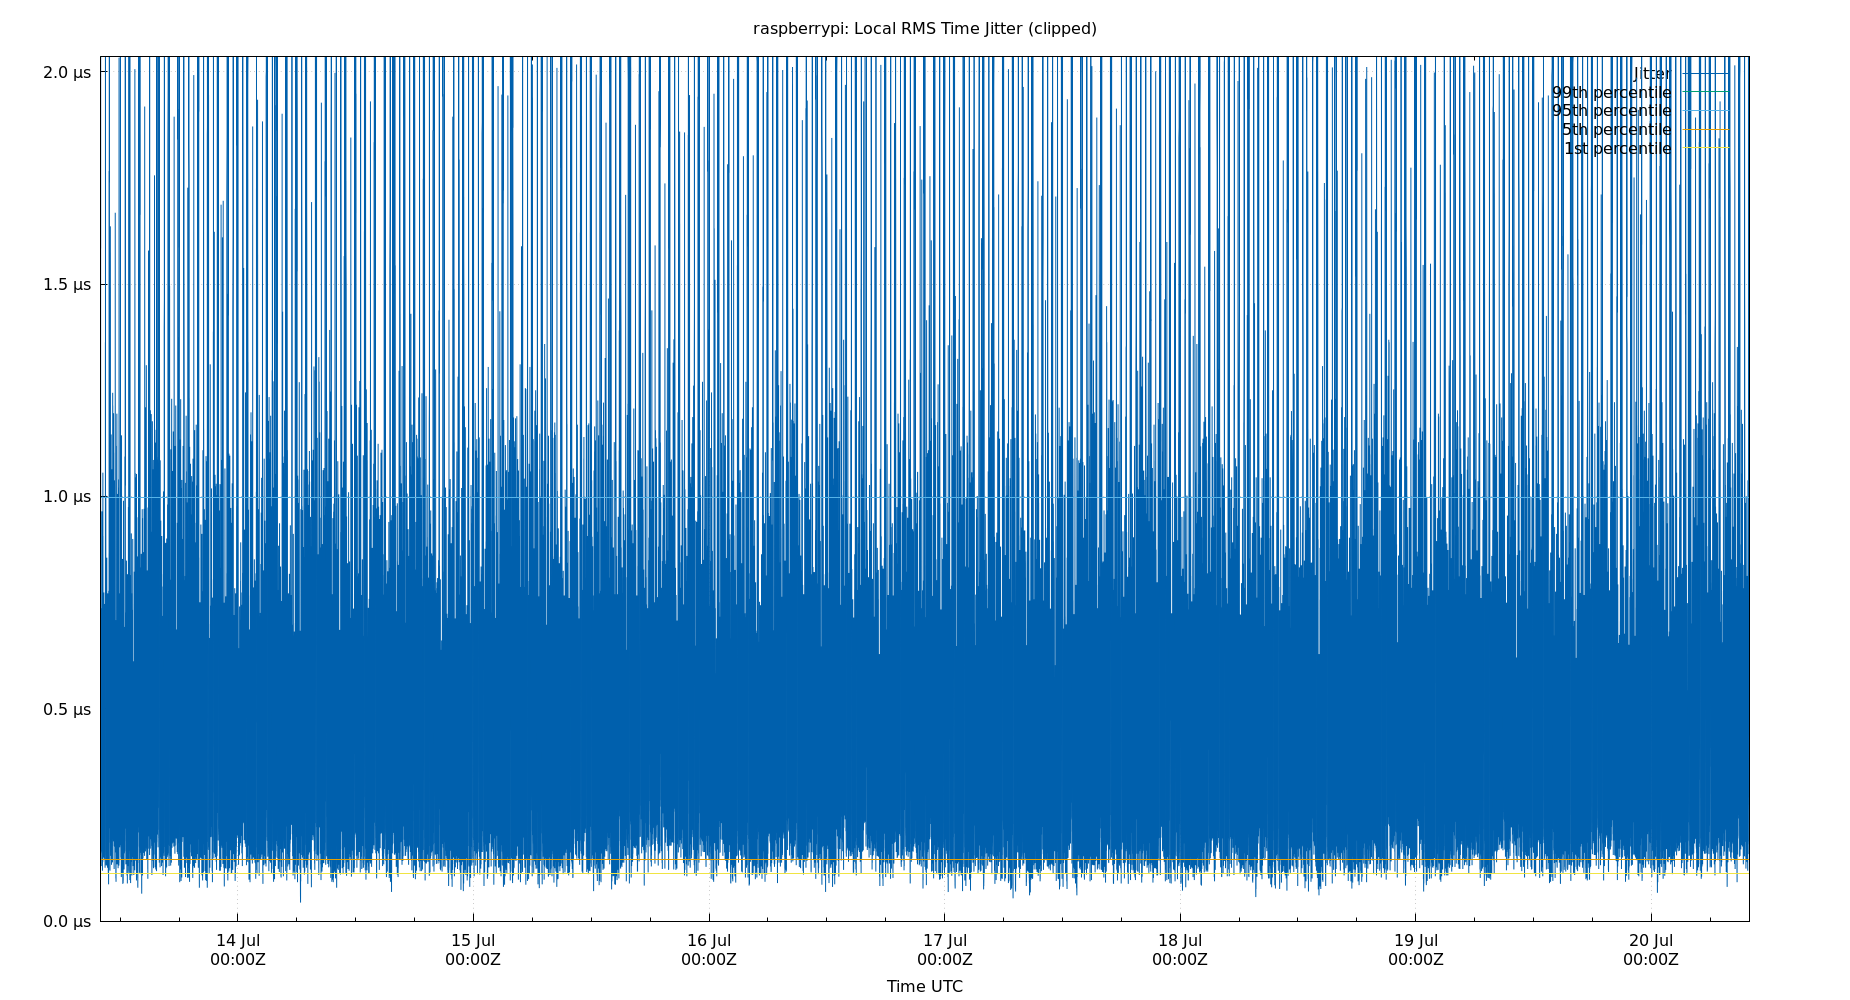 raspberrypi: Local RMS Time Jitter (clipped)
2.0 μs
1.5 μs
1.0 μs
0.5 μs
0.0 μs
Jitter
99th percentile
95th percentile
5th percentile
1st percentile
14 Jul 15 Jul 16 Jul 17 Jul 18 Jul 19 Jul 20 Jul
00:00Z 00:00Z 00:00Z 00:00Z 00:00Z 00:00Z 00:00Z
Time UTC